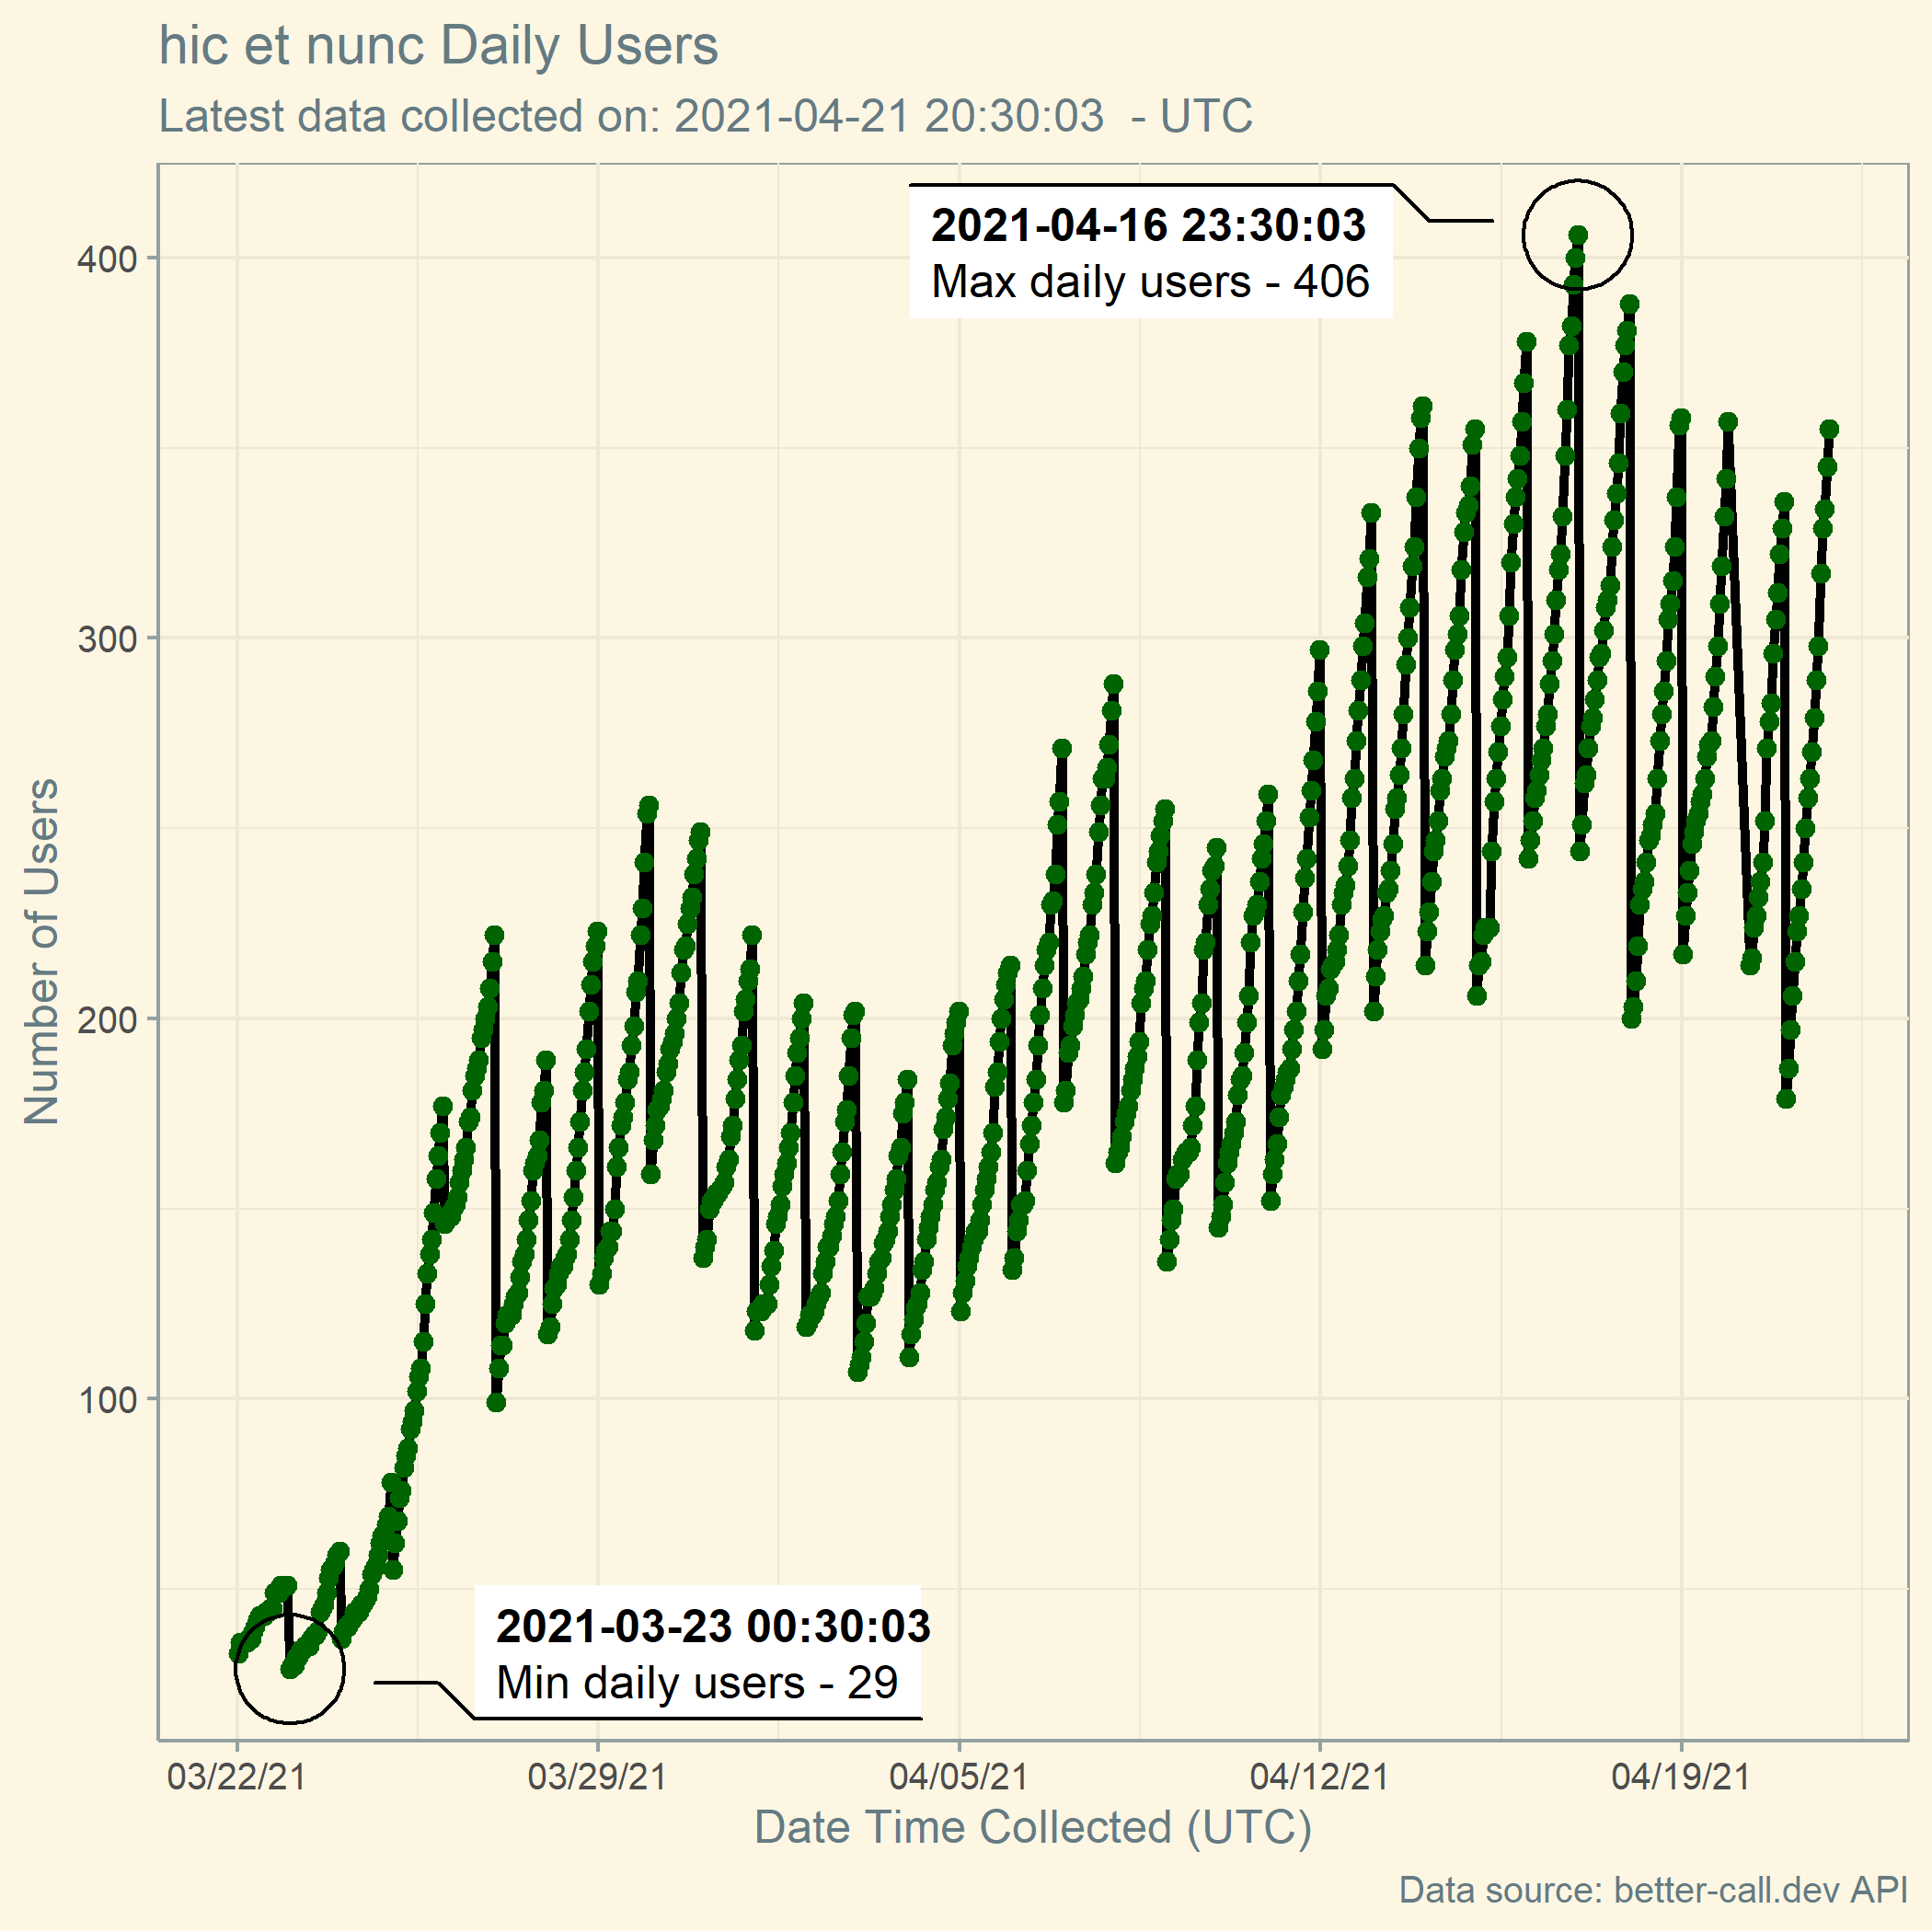 hic et nunc Daily Users
Latest data collected on: 2021-04-21 20:30:03  - UTC
2021-04-16 23:30:03
Max daily users - 406
400
300
200
100
Number of Users
2021-03-23 00:30:03
Min daily users - 29
03/22/21
03/29/21
04/05/21
04/12/21
04/19/21
Date Time Collected (UTC)
Data source: better-call.dev API